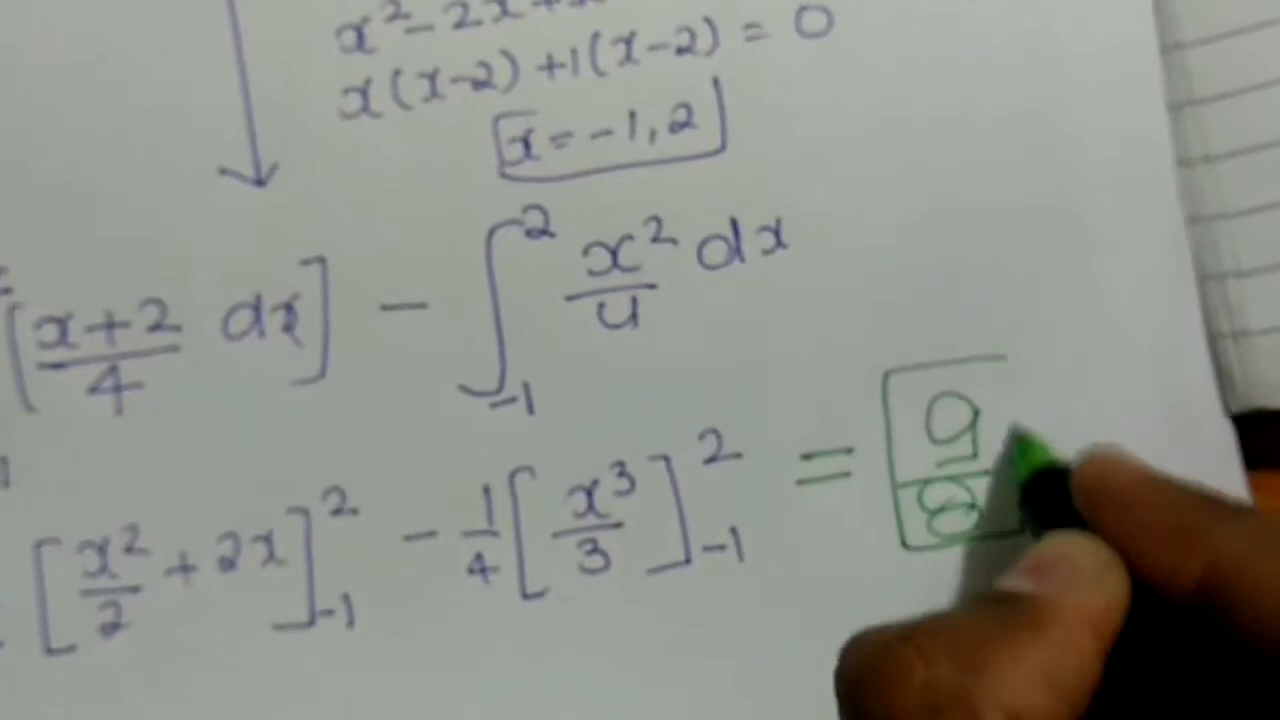 x² - 2x +
x(x-2) + 1(x-2) = 0
x = -1, 2
[x+2/4 dx] - ∫₋₁² x²/4 dx
[x²/2 + 2x]₋₁² - 1/4 [x³/3]₋₁² = 9/8